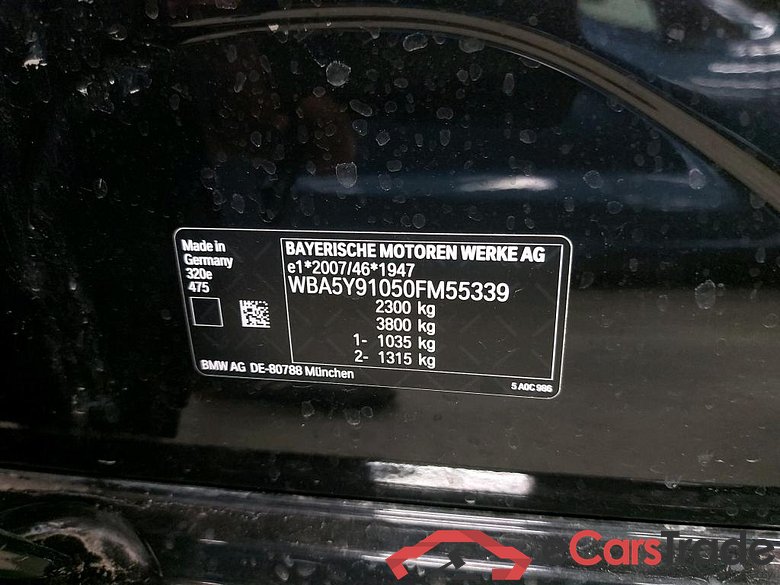 Made in
Germany
320e
475
BAYERISCHE MOTOREN WERKE AG
e1*2007/46*1947
WBA5Y91050FM55339
2300 kg
3800 kg
1- 1035 kg
2- 1315 kg
BMW AG DE-80788 München
5 A0C 986
eCarsTrade